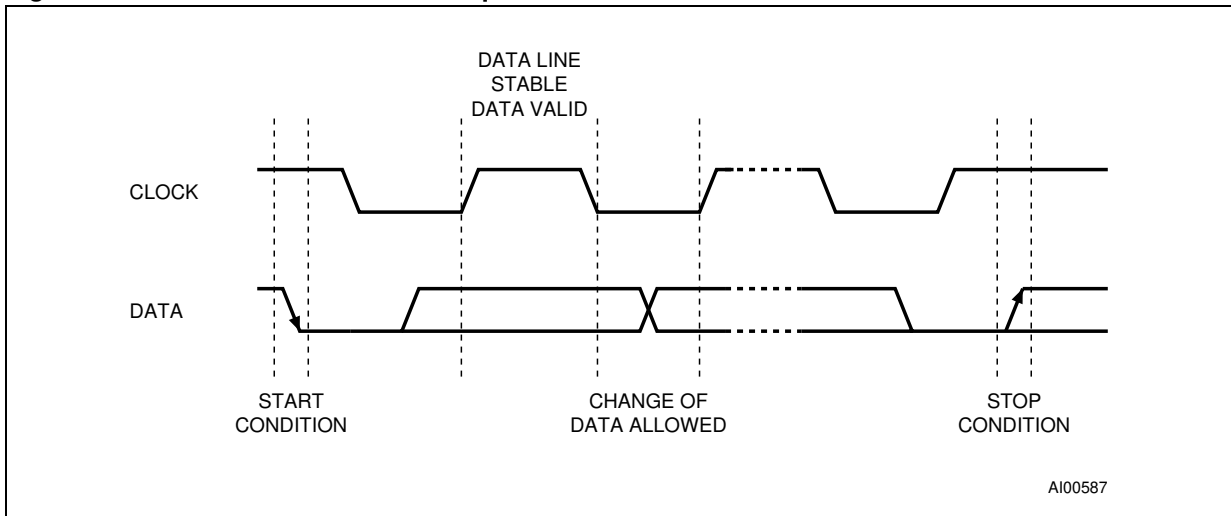 DATA LINE
STABLE
DATA VALID
CLOCK
DATA
START
CONDITION
CHANGE OF
DATA ALLOWED
STOP
CONDITION
AI00587